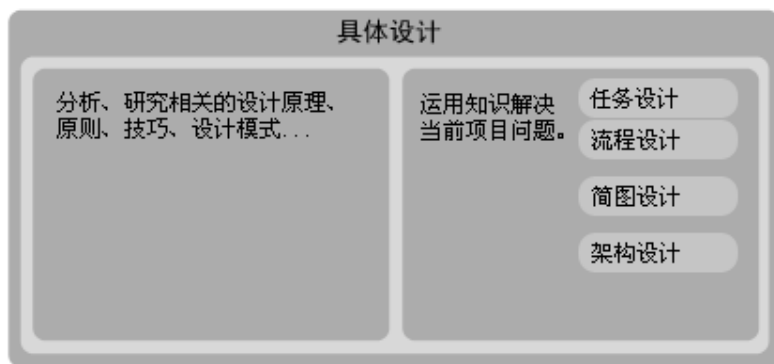 具体设计
分析、研究相关的设计原理、
原则、技巧、设计模式...
运用知识解决
当前项目问题。
任务设计
流程设计
简图设计
架构设计